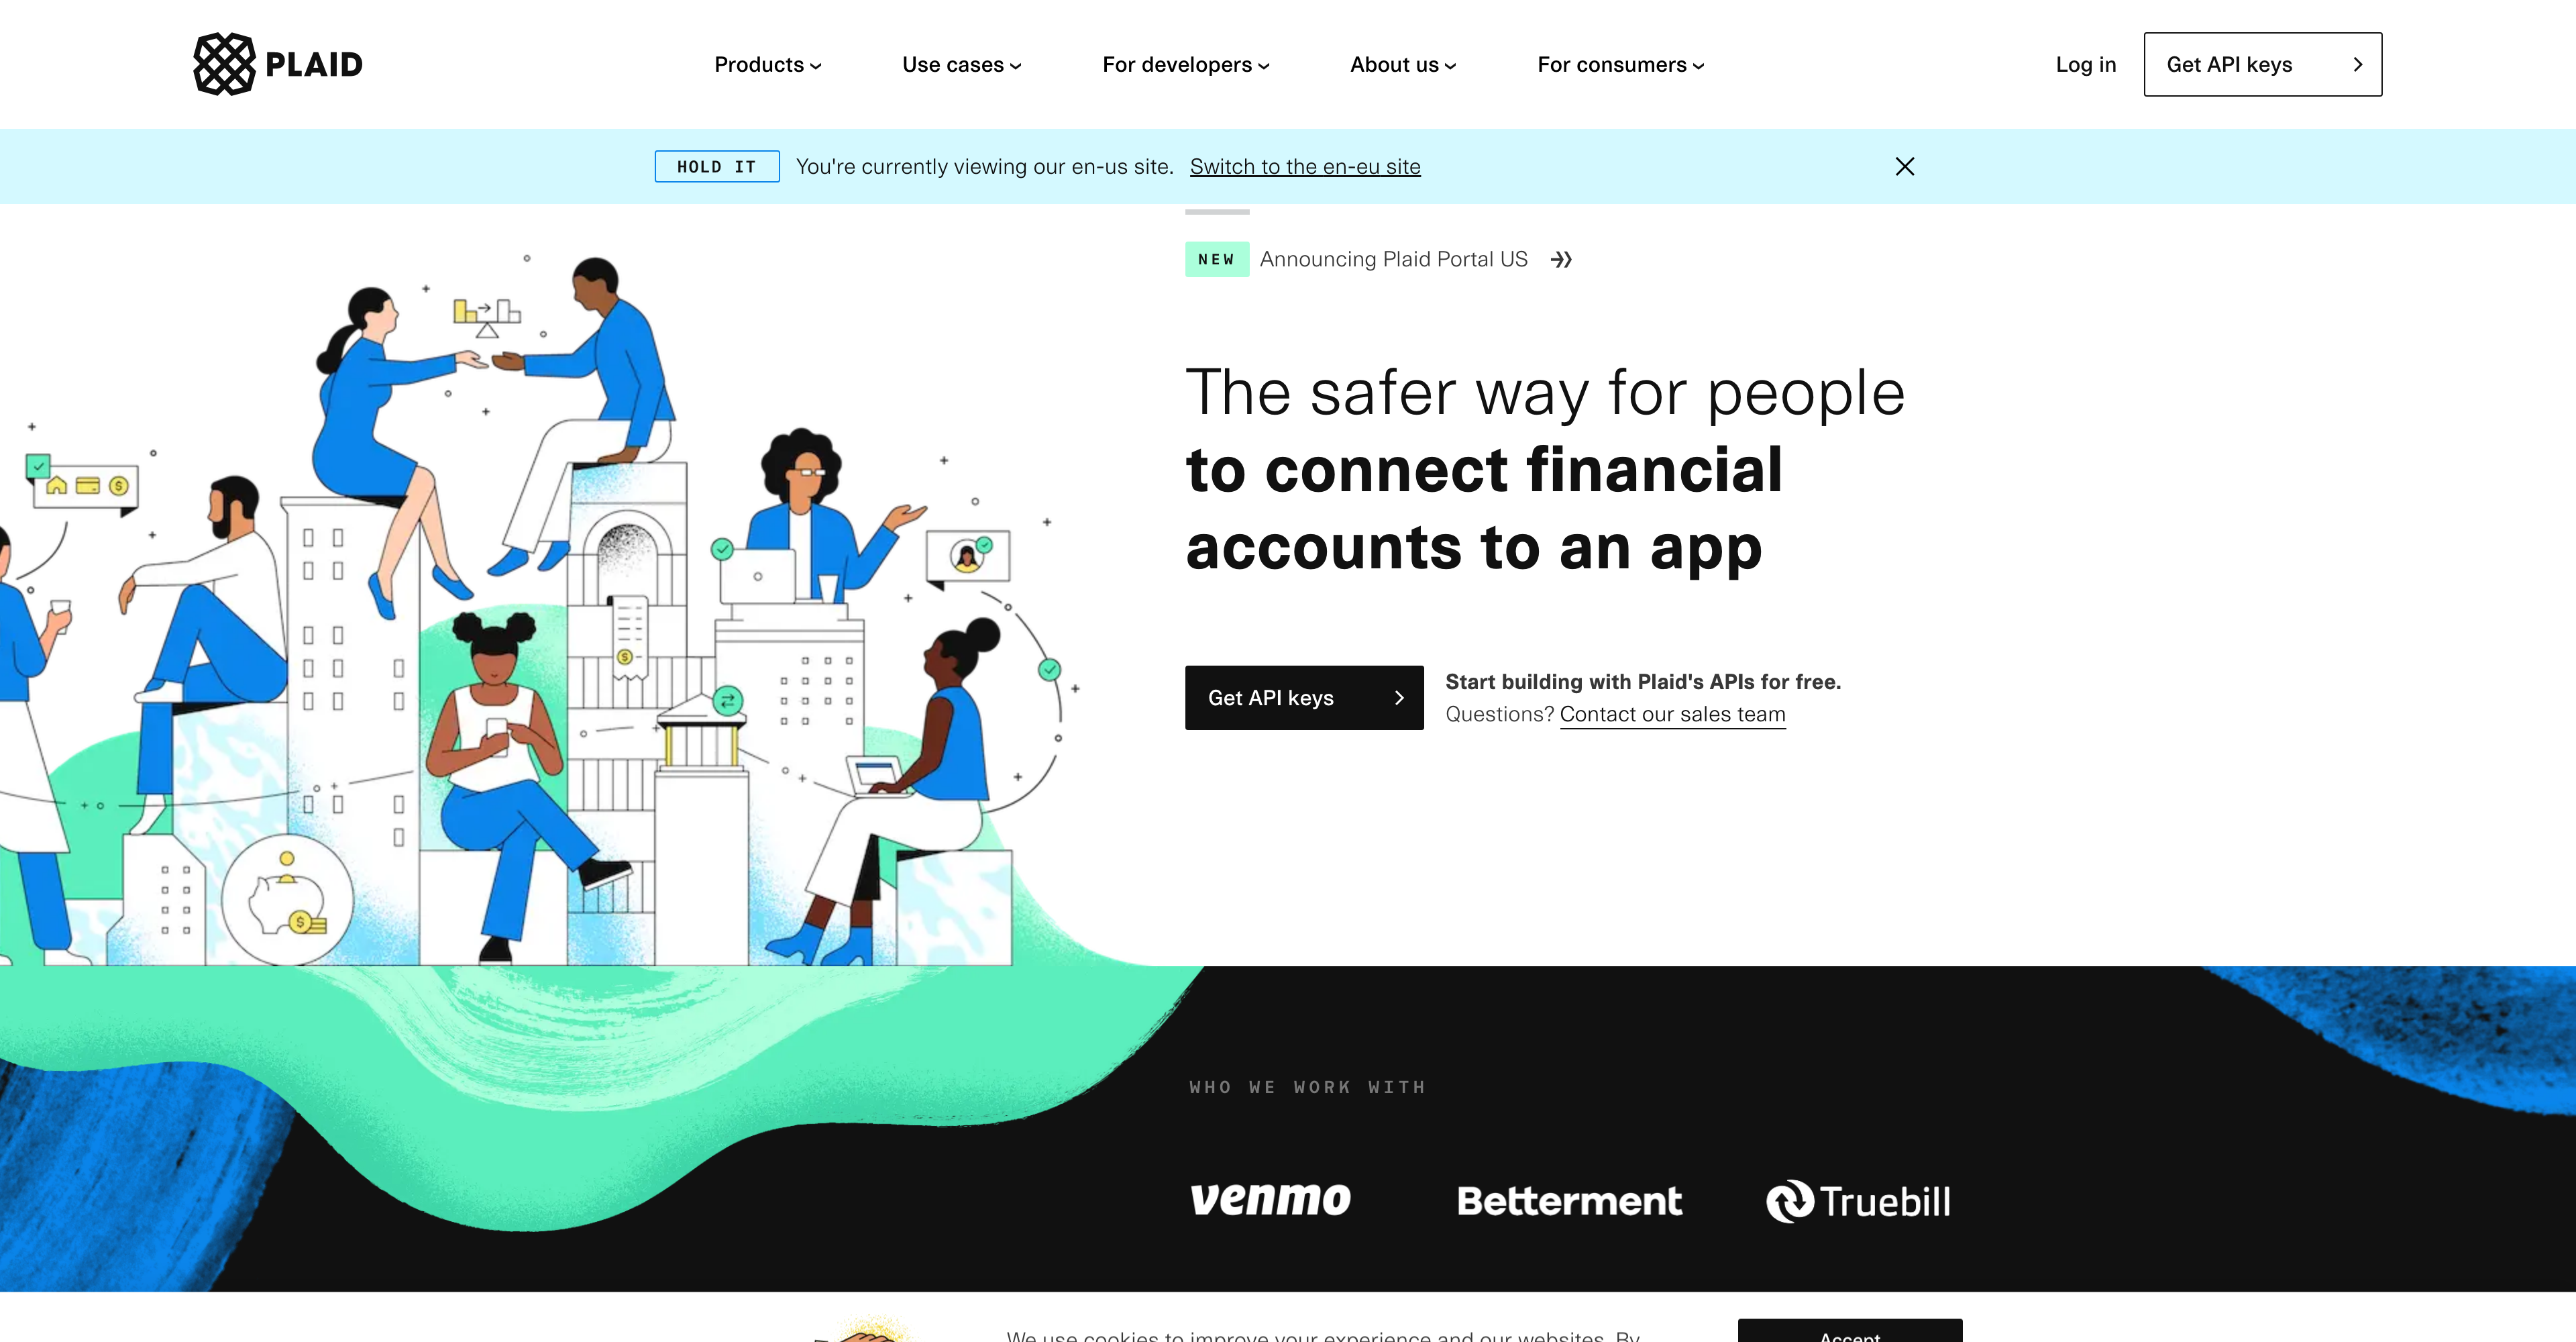 PLAID
Products
Use cases
For developers
About us
For consumers
Log in
Get API keys
HOLD IT
You're currently viewing our en-us site. Switch to the en-eu site
NEW Announcing Plaid Portal US
The safer way for people
to connect financial
accounts to an app
Get API keys
Start building with Plaid's APIs for free.
Questions? Contact our sales team
WHO WE WORK WITH
venmo
Betterment
Truebill
We use cookies to improve your experience and our websites. By
Accept